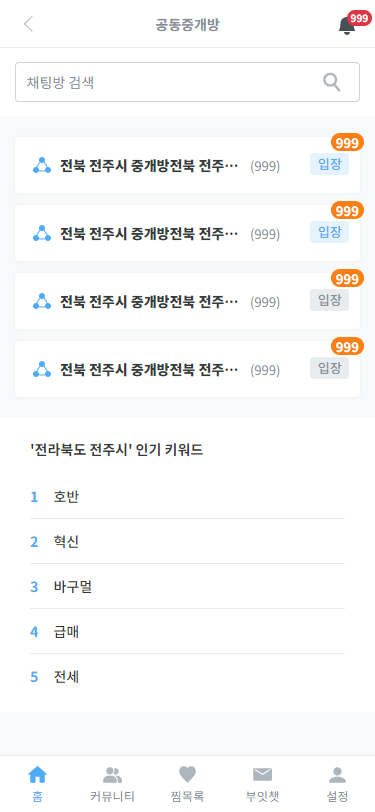 공동중개방
999
채팅방 검색
999
전북 전주시 중개방전북 전주··· (999) 입장
999
전북 전주시 중개방전북 전주··· (999) 입장
999
전북 전주시 중개방전북 전주··· (999) 입장
999
전북 전주시 중개방전북 전주··· (999) 입장
'전라북도 전주시' 인기 키워드
1 호반
2 혁신
3 바구멀
4 급매
5 전세
홈 커뮤니티 찜목록 부잇챗 설정